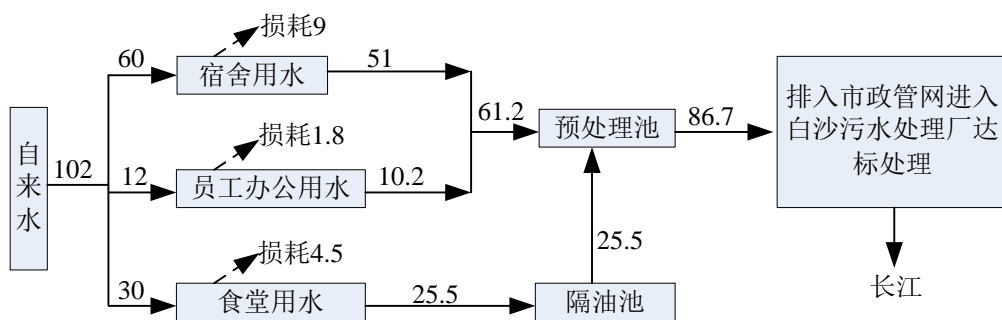 损耗9
60
宿舍用水
51
自来水
102
损耗1.8
12
员工办公用水
10.2
61.2
预处理池
86.7
排入市政管网进入
白沙污水处理厂达
标处理
损耗4.5
30
食堂用水
25.5
隔油池
25.5
长江